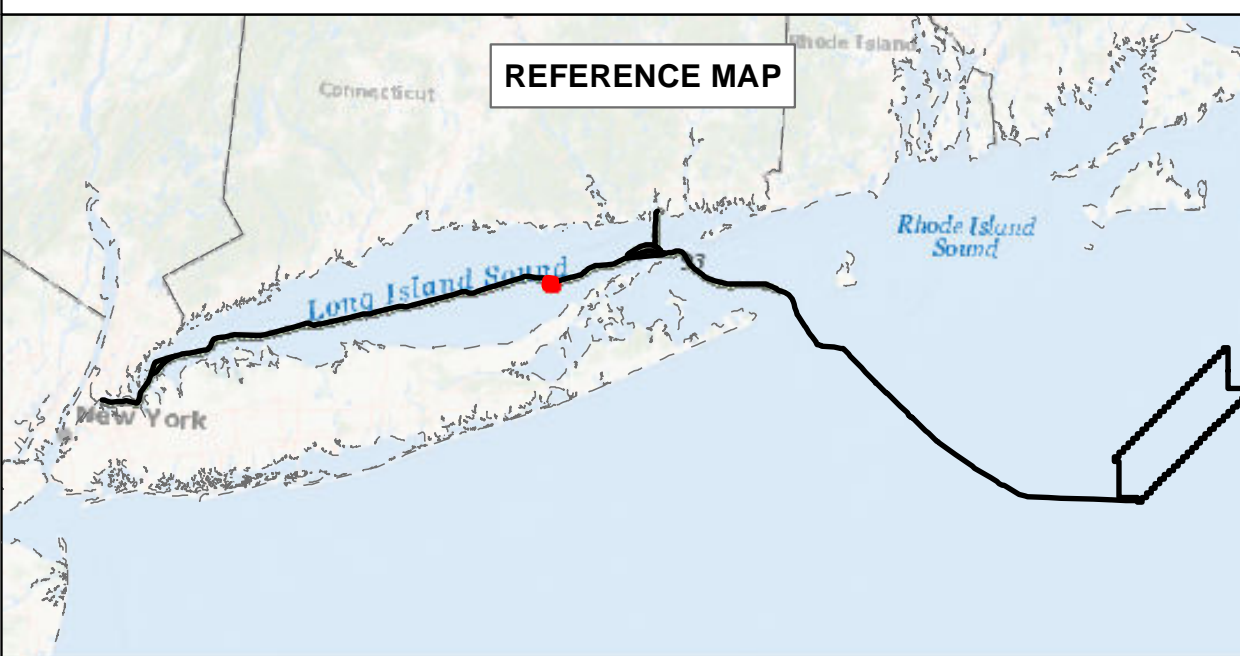 Rhode Island
REFERENCE MAP
Connecticut
Rhode Island
Sound
Long Island Sound
New York